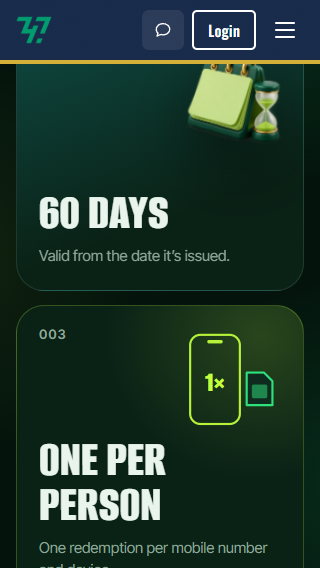 Login
60 DAYS
Valid from the date it's issued.
003
1×
ONE PER
PERSON
One redemption per mobile number